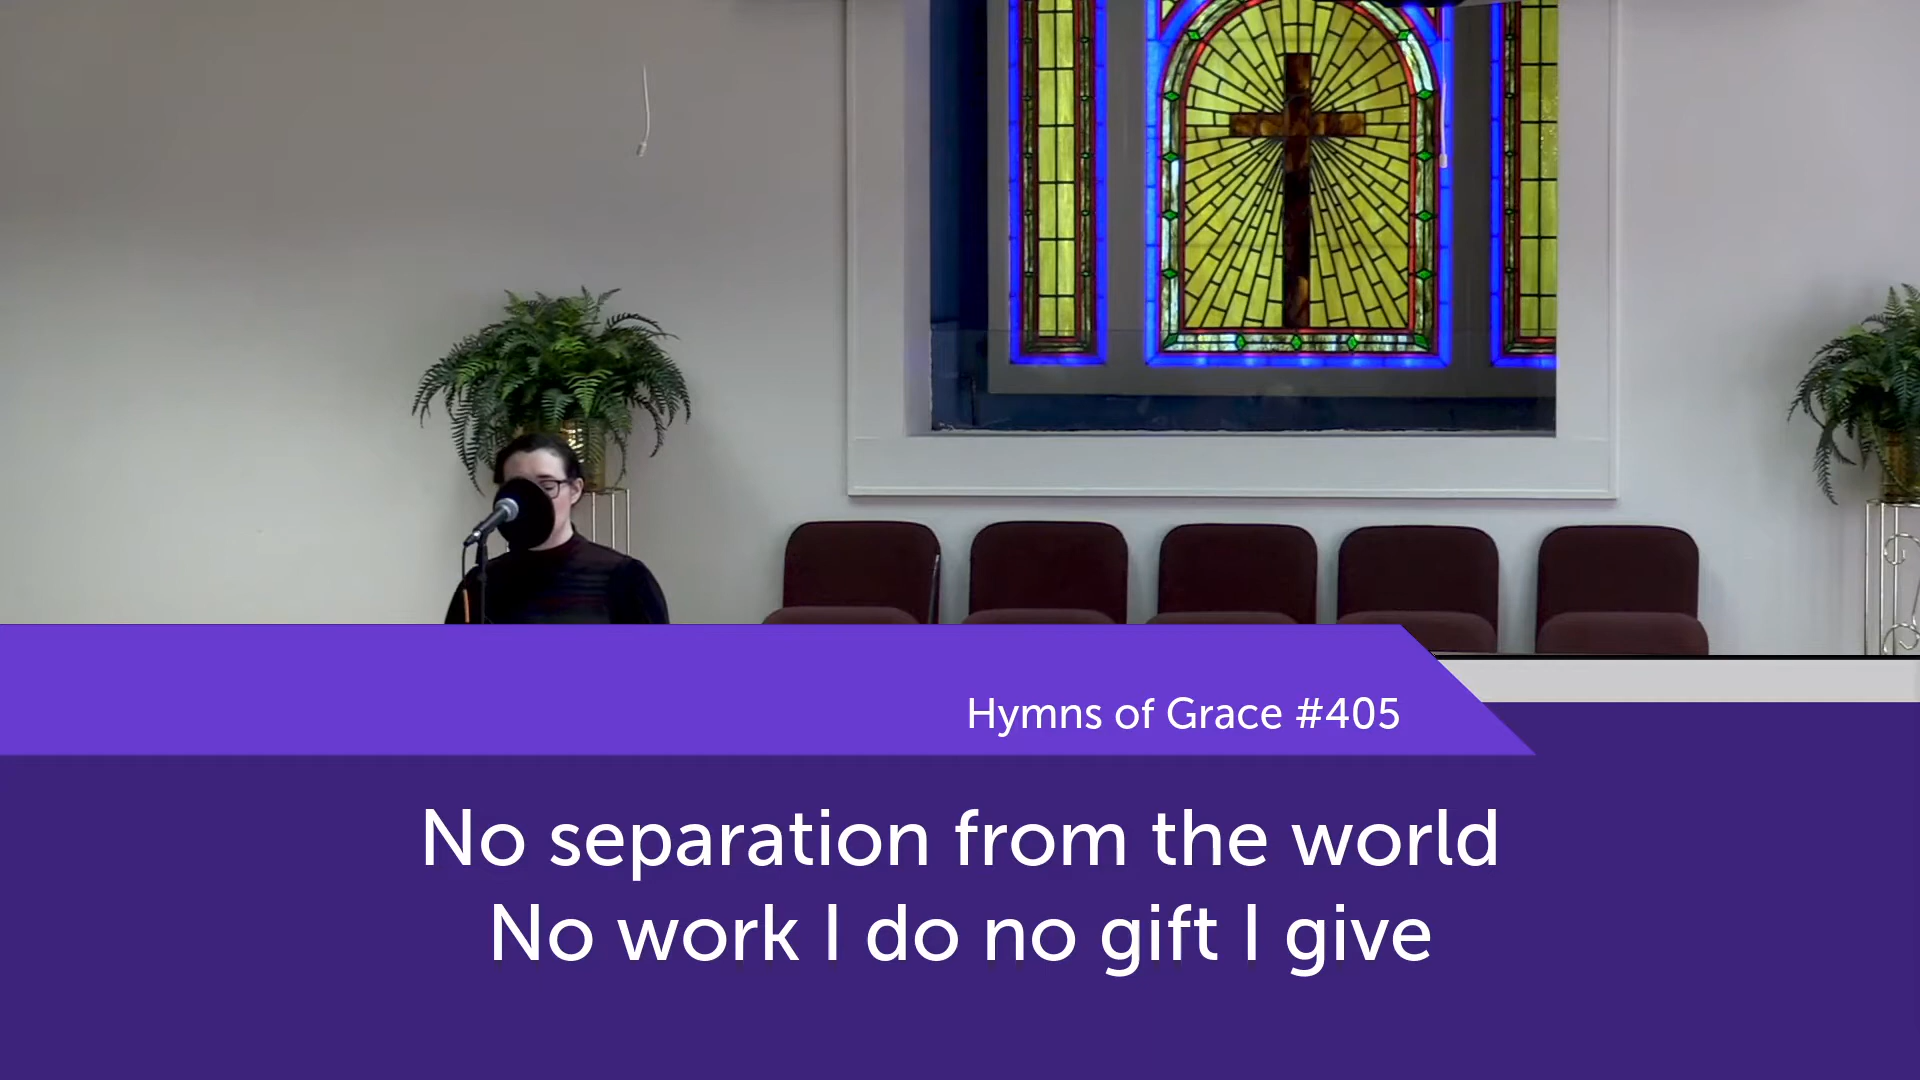 Hymns of Grace #405
No separation from the world
No work I do no gift I give